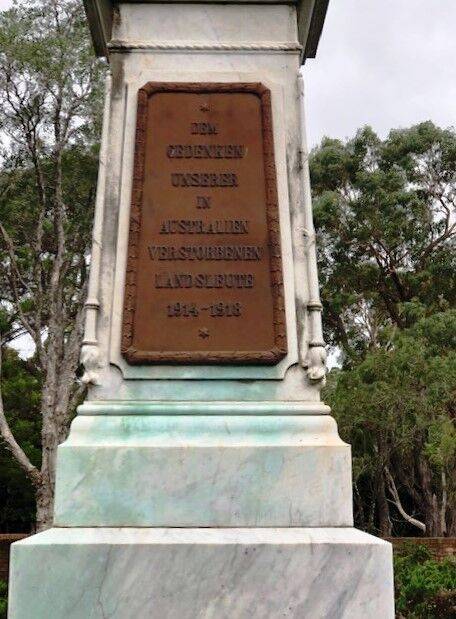 DEM
GEDENKEN
UNSERER
IN
AUSTRALIEN
VERSTORBENEN
LANDSLEUTE
1914-1918